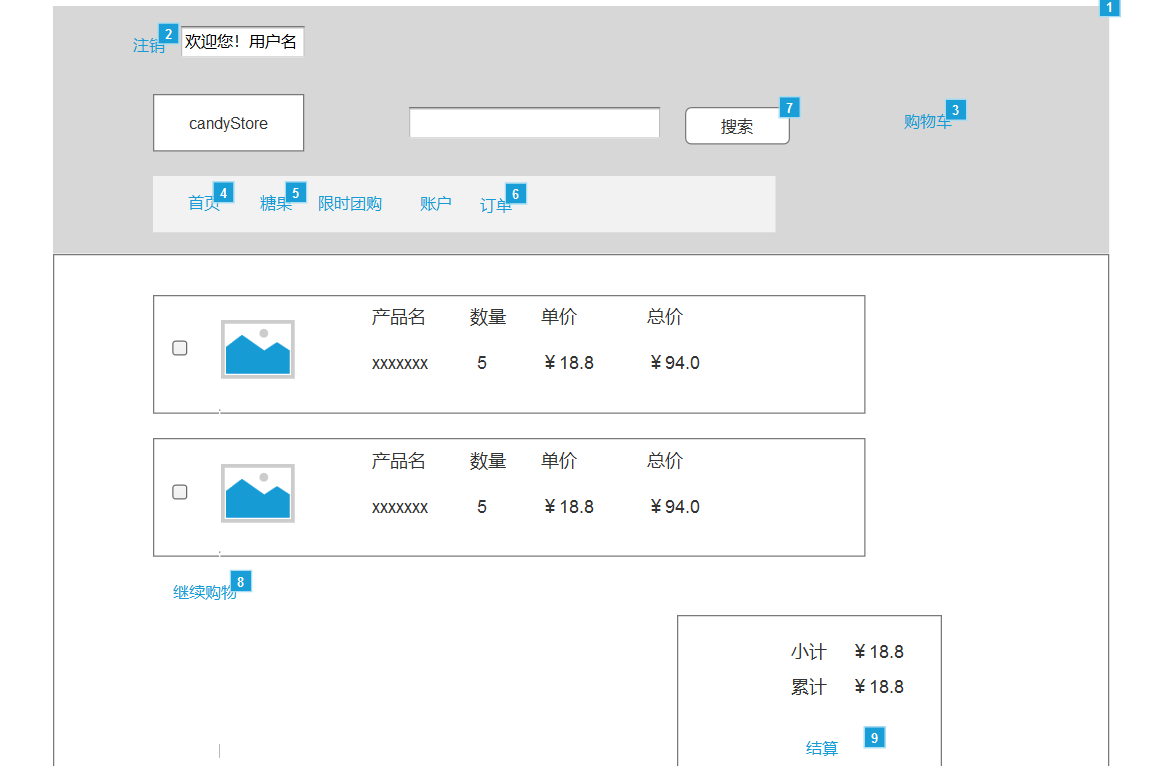 1
注销 2 欢迎您！用户名
candyStore 搜索 7 购物车 3
首页 4 糖果 5 限时团购 账户 订单 6
产品名 数量 单价 总价
xxxxxxx 5 ¥ 18.8 ¥ 94.0
产品名 数量 单价 总价
xxxxxxx 5 ¥ 18.8 ¥ 94.0
继续购物 8
小计 ¥ 18.8
累计 ¥ 18.8
结算 9